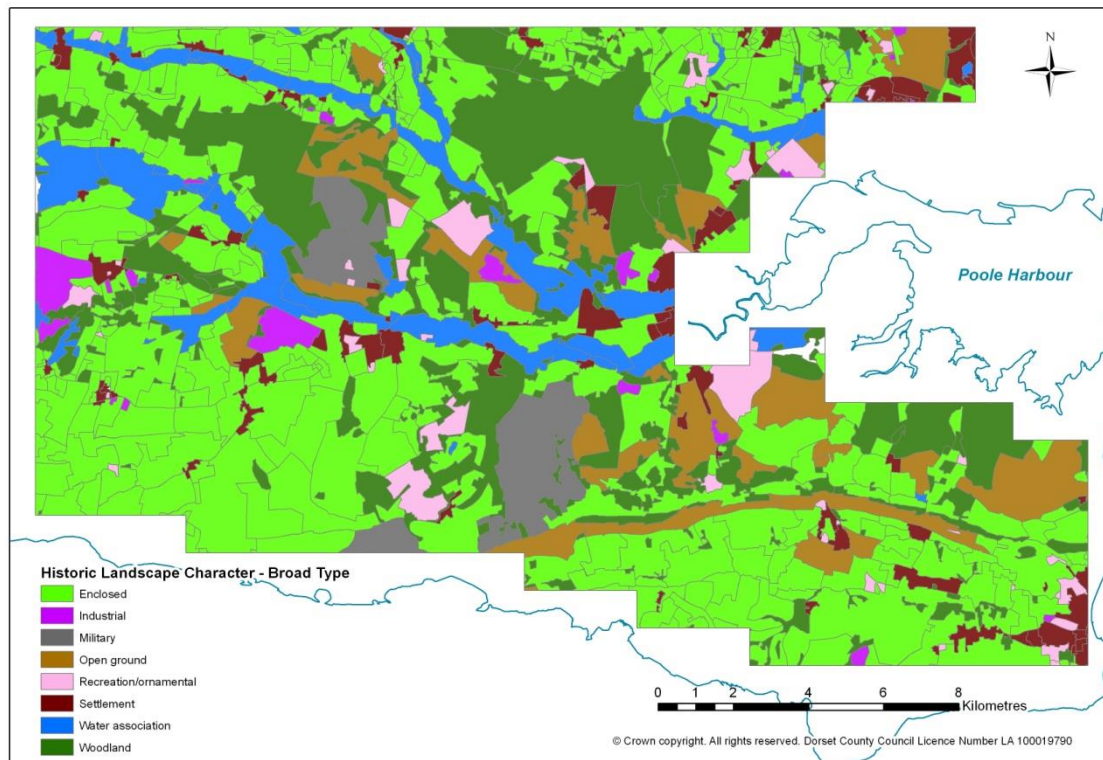 N
Poole Harbour
Historic Landscape Character - Broad Type
Enclosed
Industrial
Military
Open ground
Recreation/ornamental
Settlement
Water association
Woodland
0 1 2 4 6 8
Kilometres
© Crown copyright. All rights reserved. Dorset County Council Licence Number LA 100019790